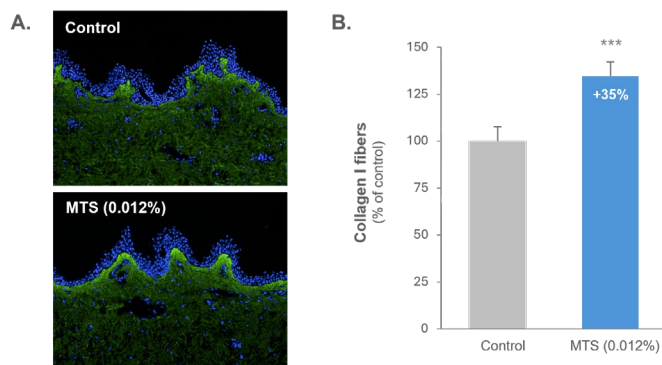 A.
Control
MTS (0.012%)
B.
Collagen I fibers
(% of control)
150
125
100
75
50
25
0
***
+35%
Control
MTS (0.012%)